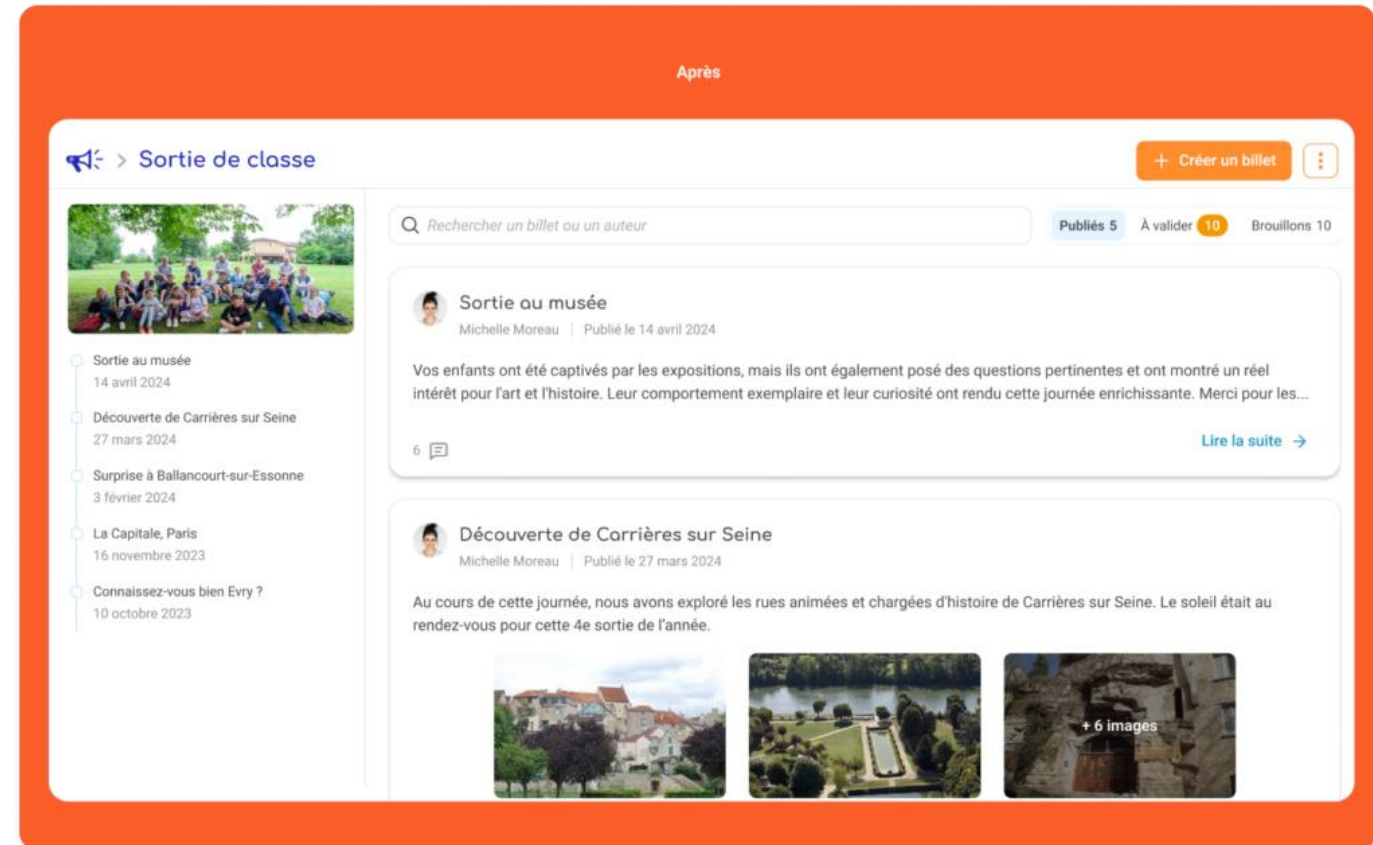 Après
> Sortie de classe
+ Créer un billet
Rechercher un billet ou un auteur
Publiés 5
À valider 10
Brouillons 10
Sortie au musée
14 avril 2024
Découverte de Carrières sur Seine
27 mars 2024
Surprise à Ballancourt-sur-Essonne
3 février 2024
La Capitale, Paris
16 novembre 2023
Connaissez-vous bien Evry ?
10 octobre 2023
Sortie au musée
Michelle Moreau | Publié le 14 avril 2024
Vos enfants ont été captivés par les expositions, mais ils ont également posé des questions pertinentes et ont montré un réel
intérêt pour l'art et l'histoire. Leur comportement exemplaire et leur curiosité ont rendu cette journée enrichissante. Merci pour les...
6
Lire la suite →
Découverte de Carrières sur Seine
Michelle Moreau | Publié le 27 mars 2024
Au cours de cette journée, nous avons exploré les rues animées et chargées d'histoire de Carrières sur Seine. Le soleil était au
rendez-vous pour cette 4e sortie de l'année.
+ 6 images